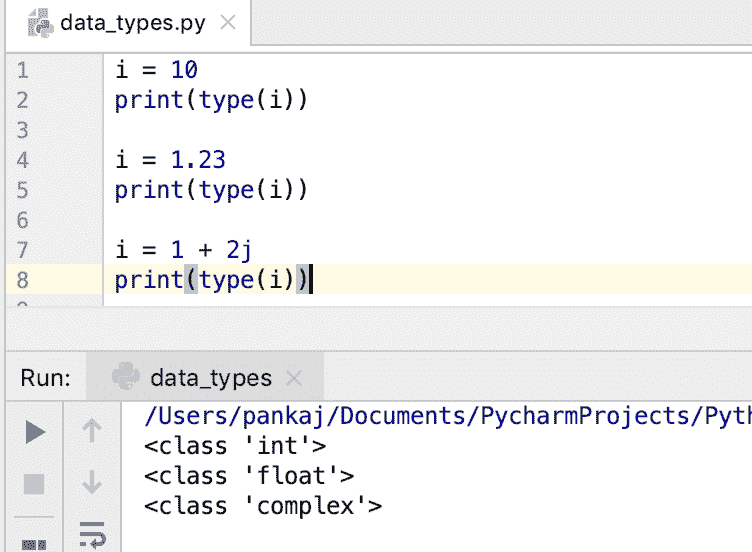 data_types.py
1 i = 10
2 print(type(i))
3
4 i = 1.23
5 print(type(i))
6
7 i = 1 + 2j
8 print(type(i))
Run: data_types
/Users/pankaj/Documents/PycharmProjects/Pyth
<class 'int'>
<class 'float'>
<class 'complex'>